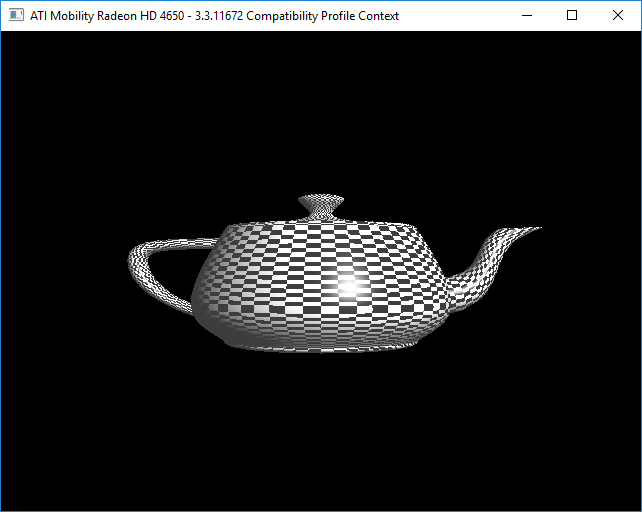 ATI Mobility Radeon HD 4650 - 3.3.11672 Compatibility Profile Context